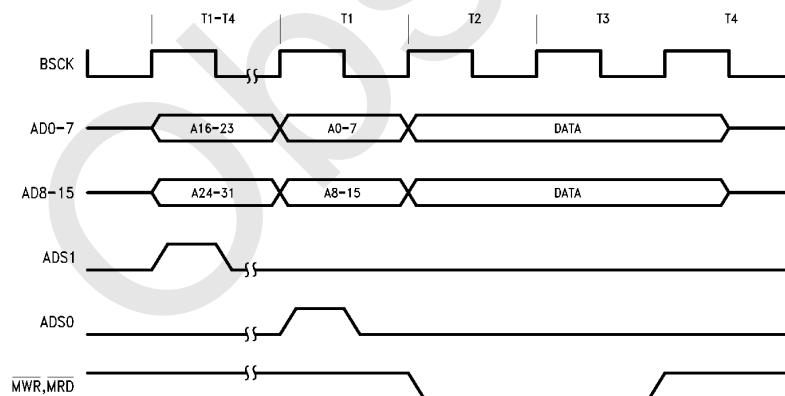 T1-T4 T1 T2 T3 T4
BSCK
AD0-7 A16-23 A0-7 DATA
AD8-15 A24-31 A8-15 DATA
ADS1
ADS0
MWR,MRD
Obs